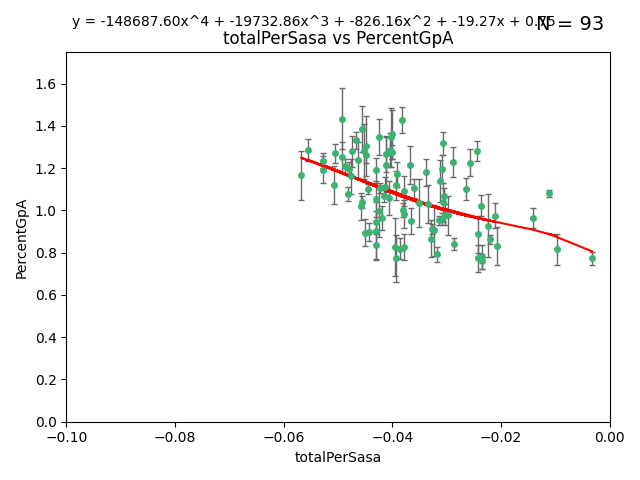 y = -148687.60x^4 + -19732.86x^3 + -826.16x^2 + -19.27x + 0.75
N = 93
totalPerSasa vs PercentGpA
PercentGpA
1.6
1.4
1.2
1.0
0.8
0.6
0.4
0.2
0.0
-0.10 -0.08 -0.06 -0.04 -0.02 0.00
totalPerSasa